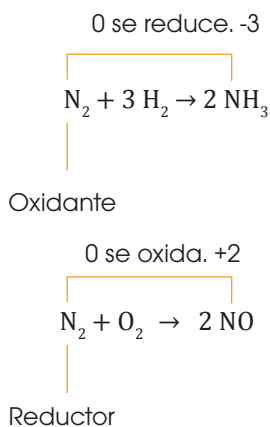 0 se reduce. -3
N₂ + 3 H₂ → 2 NH₃
Oxidante
0 se oxida. +2
N₂ + O₂ → 2 NO
Reductor